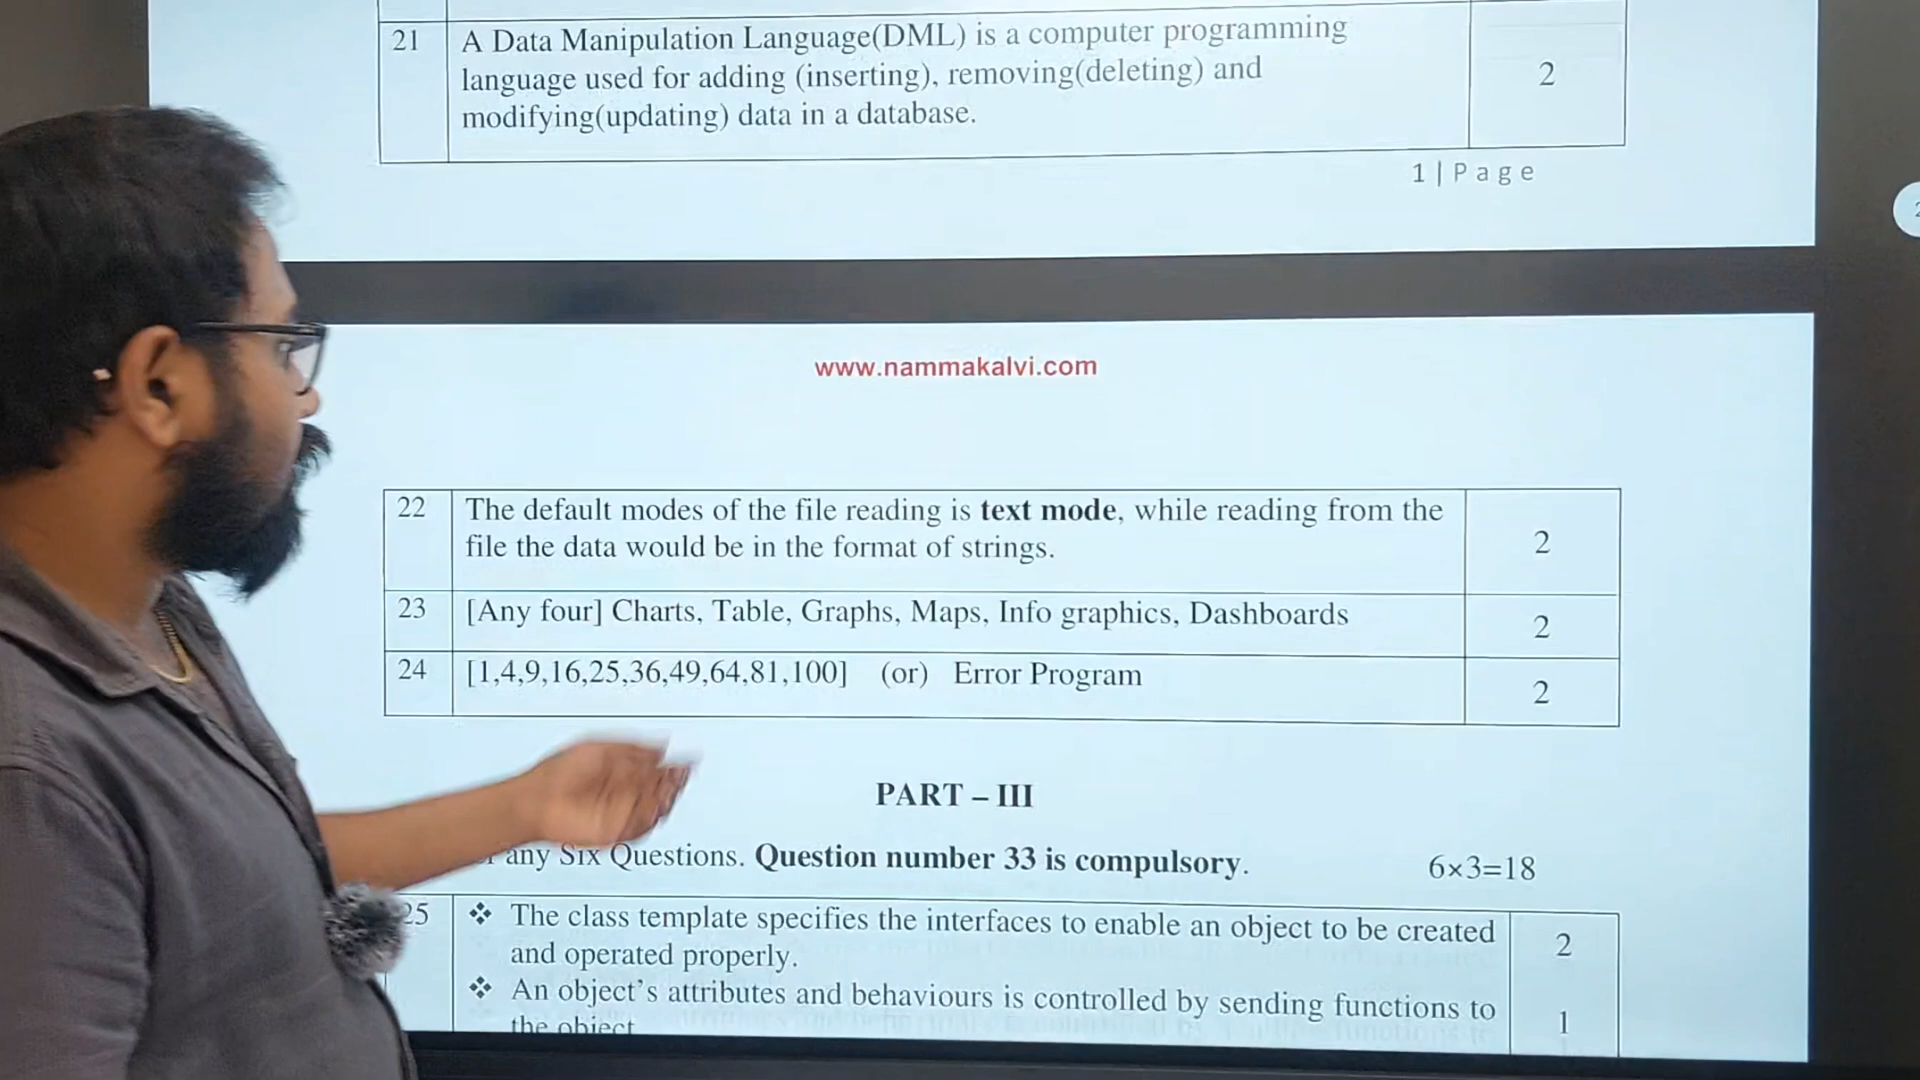 21 A Data Manipulation Language(DML) is a computer programming
language used for adding (inserting), removing(deleting) and 2
modifying(updating) data in a database.
1 | P a g e
www.nammakalvi.com
22 The default modes of the file reading is text mode, while reading from the
file the data would be in the format of strings. 2
23 [Any four] Charts, Table, Graphs, Maps, Info graphics, Dashboards 2
24 [1,4,9,16,25,36,49,64,81,100] (or) Error Program 2
PART – III
any Six Questions. Question number 33 is compulsory. 6×3=18
25 ❖ The class template specifies the interfaces to enable an object to be created 2
and operated properly.
❖ An object's attributes and behaviours is controlled by sending functions to 1
the object